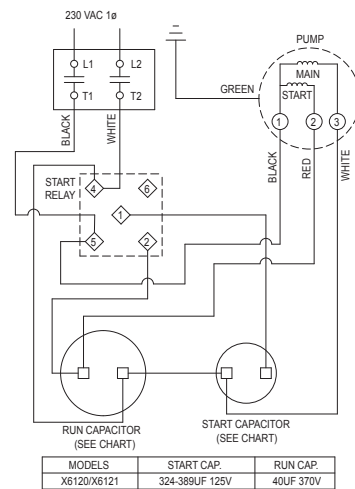 230 VAC 1ø
L1
L2
T1
T2
BLACK
WHITE
PUMP
MAIN
START
GREEN
1
2
3
BLACK
RED
WHITE
START
RELAY
4
6
1
5
2
RUN CAPACITOR
(SEE CHART)
START CAPACITOR
(SEE CHART)
MODELS START CAP. RUN CAP.
X6120/X6121 324-389UF 125V 40UF 370V